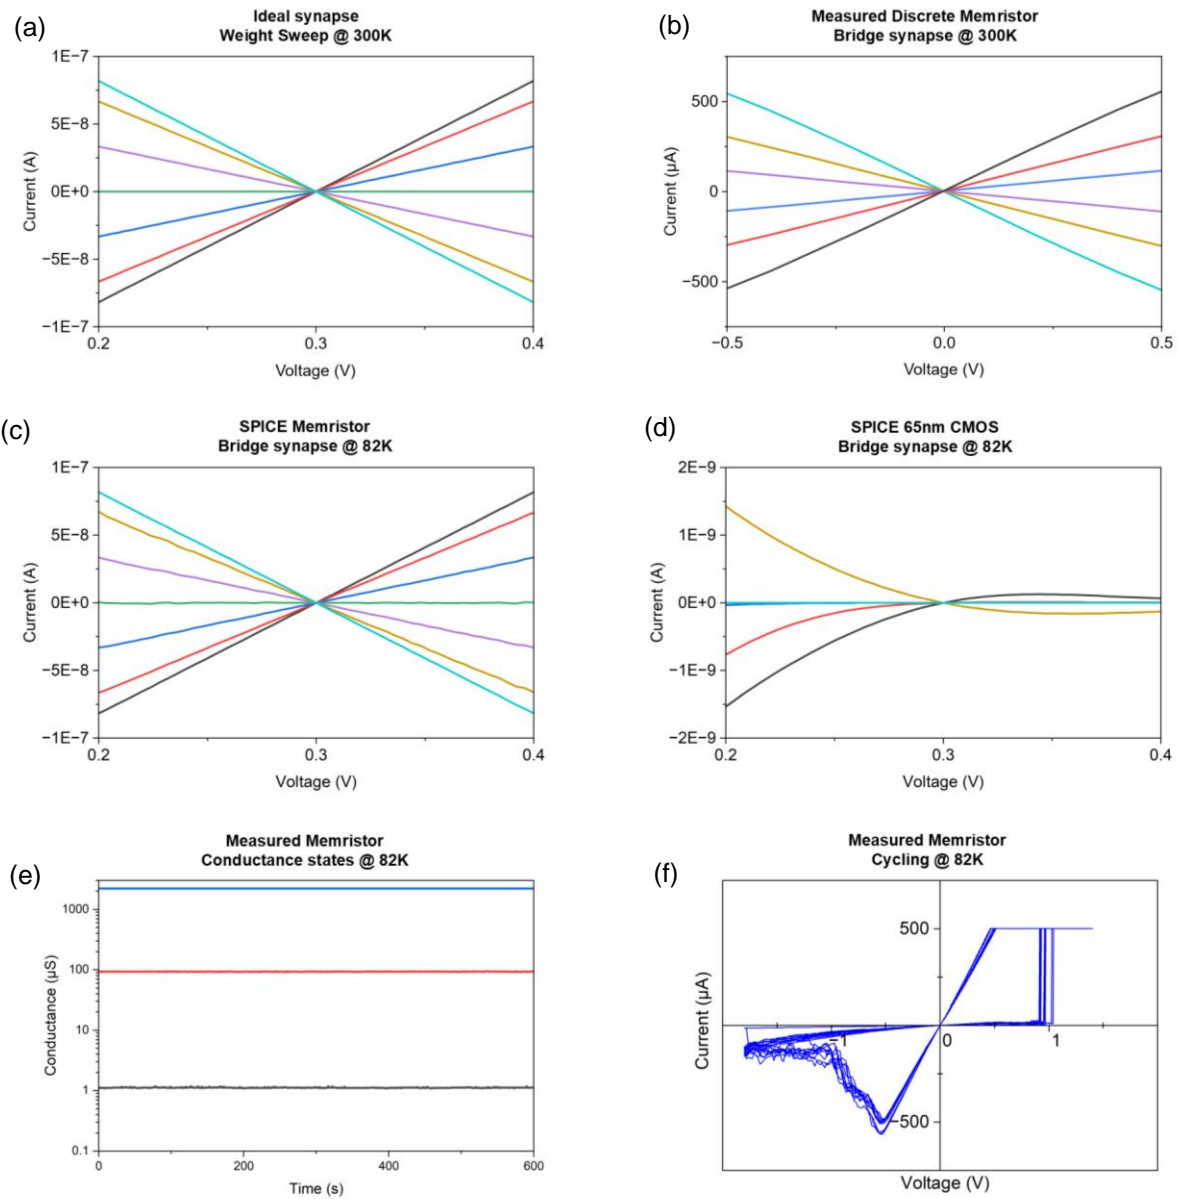 (a)
Ideal synapse
Weight Sweep @ 300K
1E−7
5E−8
0E+0
−5E−8
−1E−7
Current (A)
0.2
0.3
0.4
Voltage (V)
(b)
Measured Discrete Memristor
Bridge synapse @ 300K
500
0
−500
Current (µA)
−0.5
0.0
0.5
Voltage (V)
(c)
SPICE Memristor
Bridge synapse @ 82K
1E−7
5E−8
0E+0
−5E−8
−1E−7
Current (A)
0.2
0.3
0.4
Voltage (V)
(d)
SPICE 65nm CMOS
Bridge synapse @ 82K
2E−9
1E−9
0E+0
−1E−9
−2E−9
Current (A)
0.2
0.3
0.4
Voltage (V)
(e)
Measured Memristor
Conductance states @ 82K
1000
100
10
1
0.1
Conductance (µS)
0
200
400
600
Time (s)
(f)
Measured Memristor
Cycling @ 82K
500
−1
0
1
−500
Current (µA)
Voltage (V)